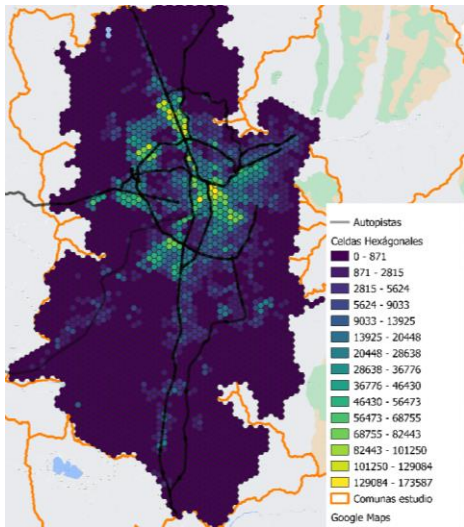 Autopistas
Celdas Hexágonales
0 - 871
871 - 2815
2815 - 5624
5624 - 9033
9033 - 13925
13925 - 20448
20448 - 28638
28638 - 36776
36776 - 46430
46430 - 56473
56473 - 68755
68755 - 82443
82443 - 101250
101250 - 129084
129084 - 173587
Comunas estudio
Google Maps